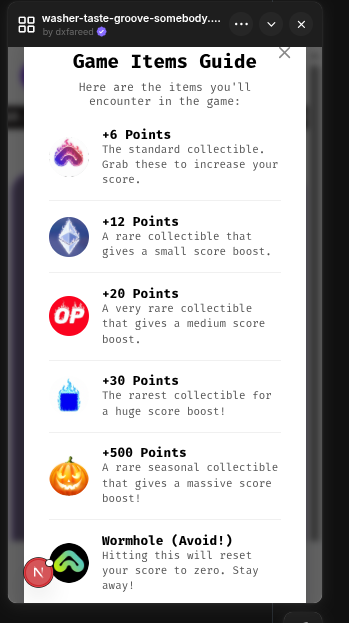 washer-taste-groove-somebody....
by dxfareed
Game Items Guide
Here are the items you'll
encounter in the game:
+6 Points
The standard collectible.
Grab these to increase your
score.
+12 Points
A rare collectible that
gives a small score boost.
OP
+20 Points
A very rare collectible
that gives a medium score
boost.
+30 Points
The rarest collectible for
a huge score boost!
+500 Points
A rare seasonal collectible
that gives a massive score
boost!
N
Wormhole (Avoid!)
Hitting this will reset
your score to zero. Stay
away!